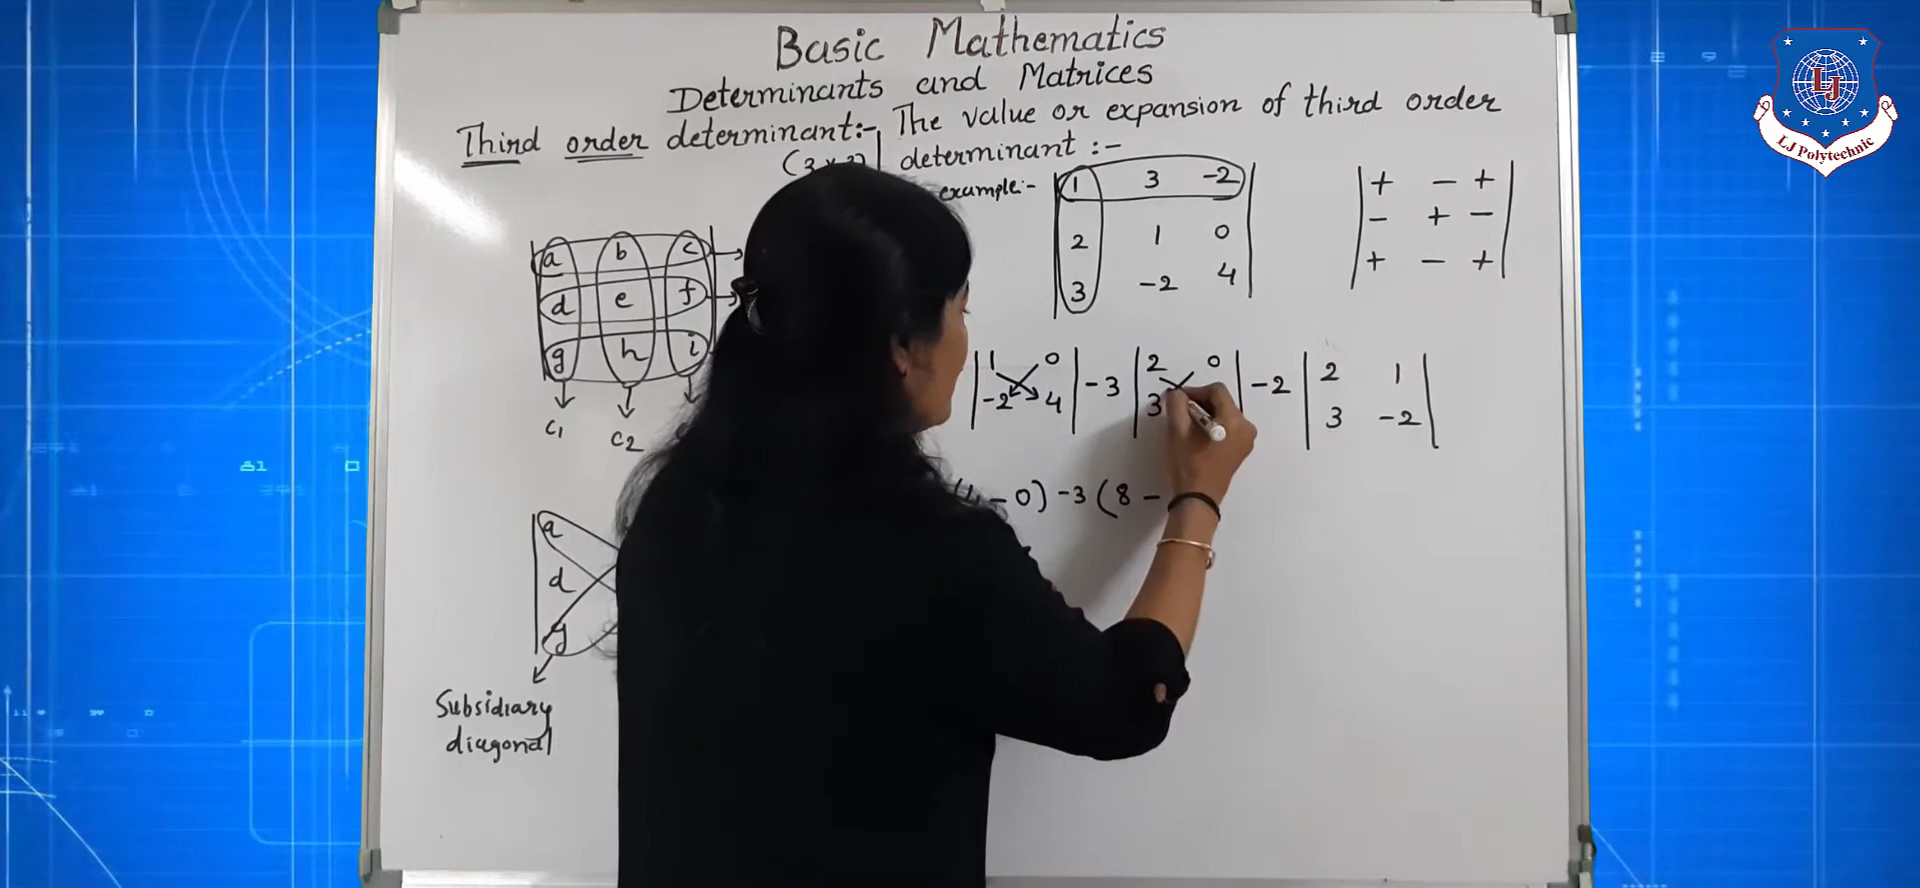 Basic Mathematics
Determinants and Matrices
Third order determinant:-
The value or expansion of third order
determinant :-
example:-
1 3 -2
2 1 0
3 -2 4
+ - +
- + -
+ - +
a b c
d e f
g h i
C1 C2
| 1 0 | -3 | 2 0 | -2 | 2 1 |
| -2 4 | | 3 | | 3 -2 |
- 0) -3 (8 -
a
d
g
Subsidiary
diagonal
LJ
LJ Polytechnic